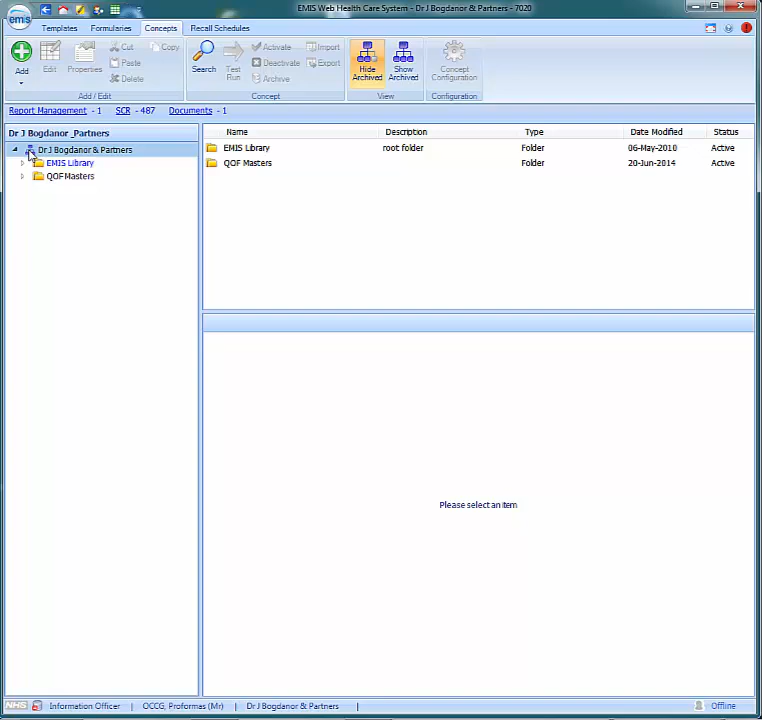 EMIS Web Health Care System - Dr J Bogdanor & Partners - 7020
emis
Templates Formularies Concepts Recall Schedules
Add Edit Properties Cut Copy Paste Delete
Add / Edit
Search Test Run Activate Deactivate Archive Import Export
Concept
Hide Archived Show Archived
View
Concept Configuration
Configuration
Report Management - 1 SCR - 487 Documents - 1
Dr J Bogdanor _Partners
Dr J Bogdanor & Partners
EMIS Library
QOF Masters
Name Description Type Date Modified Status
EMIS Library root folder Folder 06-May-2010 Active
QOF Masters Folder 20-Jun-2014 Active
Please select an item
NHS Information Officer | OCCG, Proformas (Mr) | Dr J Bogdanor & Partners | Offline